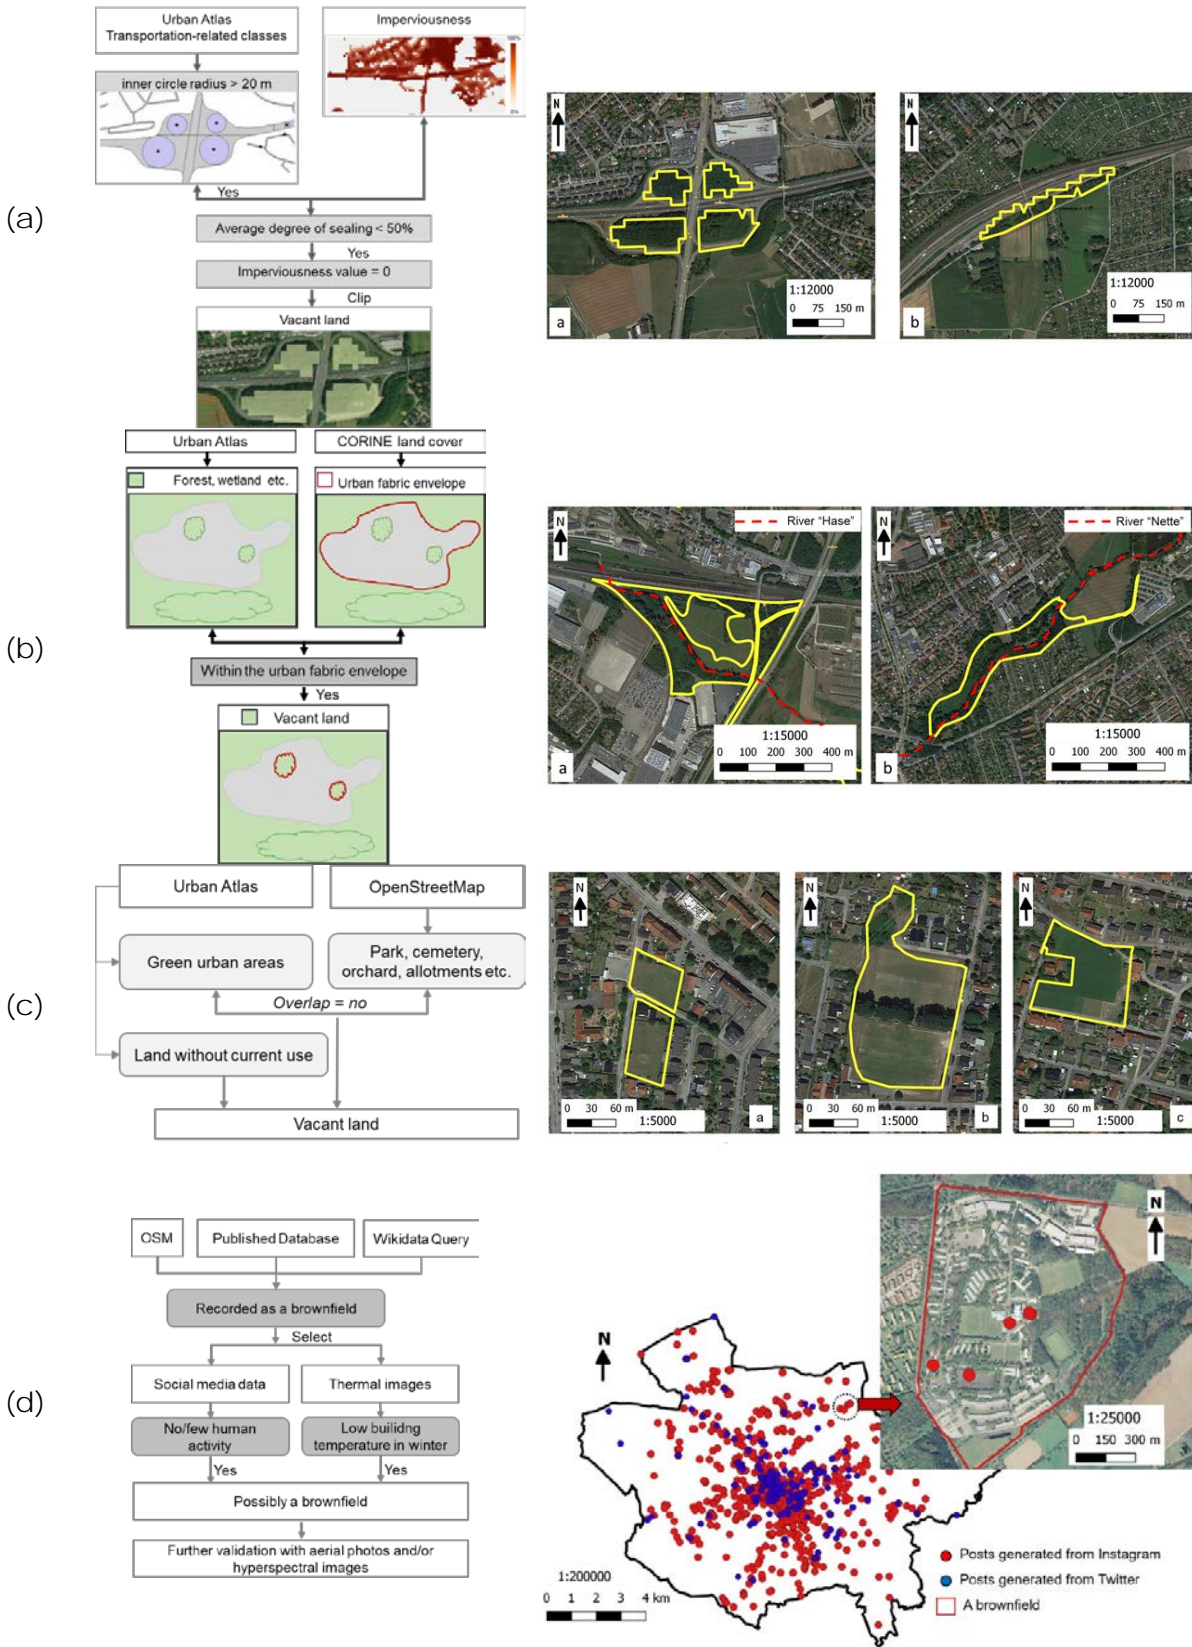 Urban Atlas
Transportation-related classes
Imperviousness
100%
0%
inner circle radius > 20 m
Yes
(a)
Average degree of sealing < 50%
Yes
Imperviousness value = 0
Clip
Vacant land
N
1:12000
0 75 150 m
a
N
1:12000
0 75 150 m
b
Urban Atlas
CORINE land cover
Forest, wetland etc.
Urban fabric envelope
(b)
Within the urban fabric envelope
Yes
Vacant land
N
River "Hase"
1:15000
0 100 200 300 400 m
a
N
River "Nette"
1:15000
0 100 200 300 400 m
b
Urban Atlas
OpenStreetMap
Green urban areas
Park, cemetery,
orchard, allotments etc.
Overlap = no
(c)
Land without current use
Vacant land
N
0 30 60 m
1:5000
a
N
0 30 60 m
1:5000
b
N
0 30 60 m
1:5000
c
OSM
Published Database
Wikidata Query
Recorded as a brownfield
Select
Social media data
Thermal images
(d)
No/few human
activity
Low builidng
temperature in winter
Yes
Yes
Possibly a brownfield
Further validation with aerial photos and/or
hyperspectral images
N
N
1:25000
0 150 300 m
1:200000
0 1 2 3 4 km
Posts generated from Instagram
Posts generated from Twitter
A brownfield